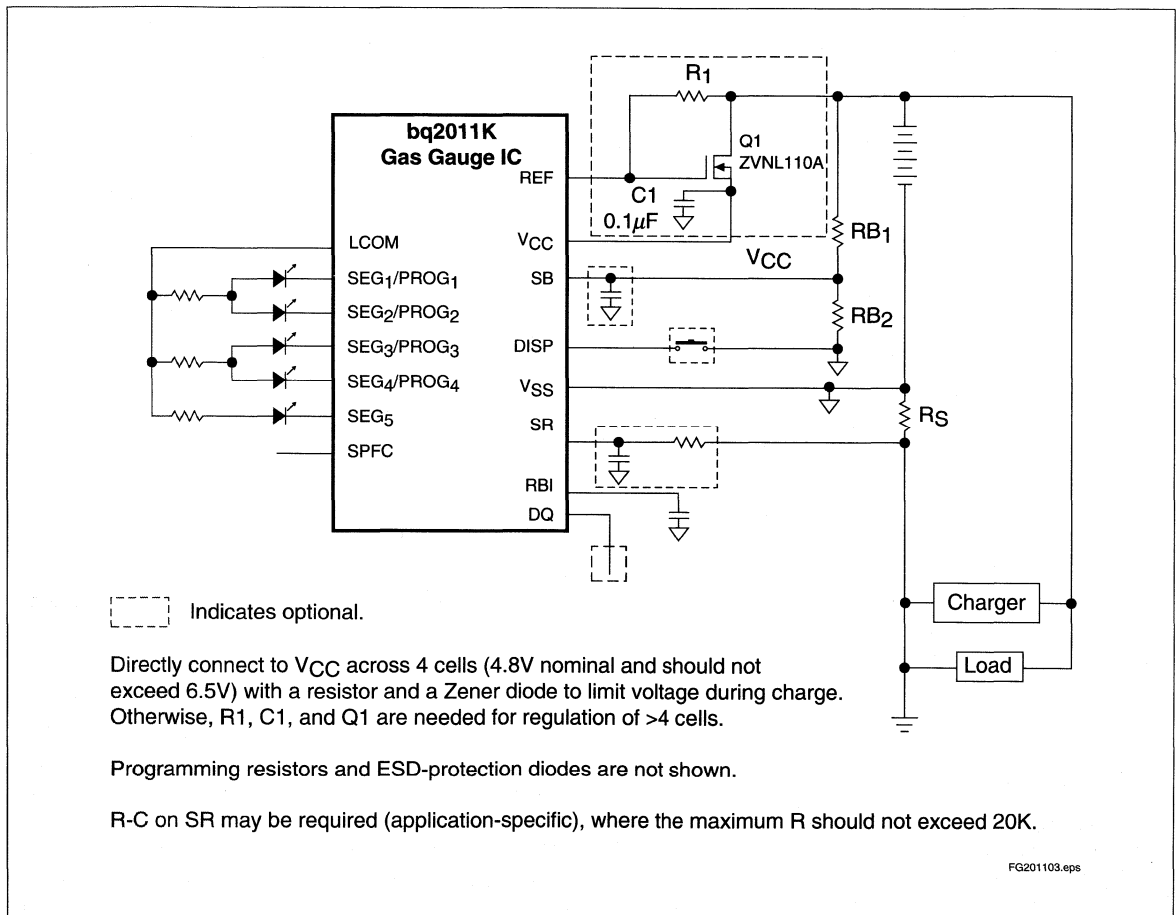 R1
bq2011K
Gas Gauge IC
Q1
ZVNL110A
REF
C1
0.1μF
RB1
LCOM
VCC
VCC
SEG1/PROG1
SB
SEG2/PROG2
RB2
SEG3/PROG3
DISP
SEG4/PROG4
VSS
SEG5
RS
SR
SPFC
RBI
DQ
Charger
Indicates optional.
Load
Directly connect to VCC across 4 cells (4.8V nominal and should not
exceed 6.5V) with a resistor and a Zener diode to limit voltage during charge.
Otherwise, R1, C1, and Q1 are needed for regulation of >4 cells.
Programming resistors and ESD-protection diodes are not shown.
R-C on SR may be required (application-specific), where the maximum R should not exceed 20K.
FG201103.eps